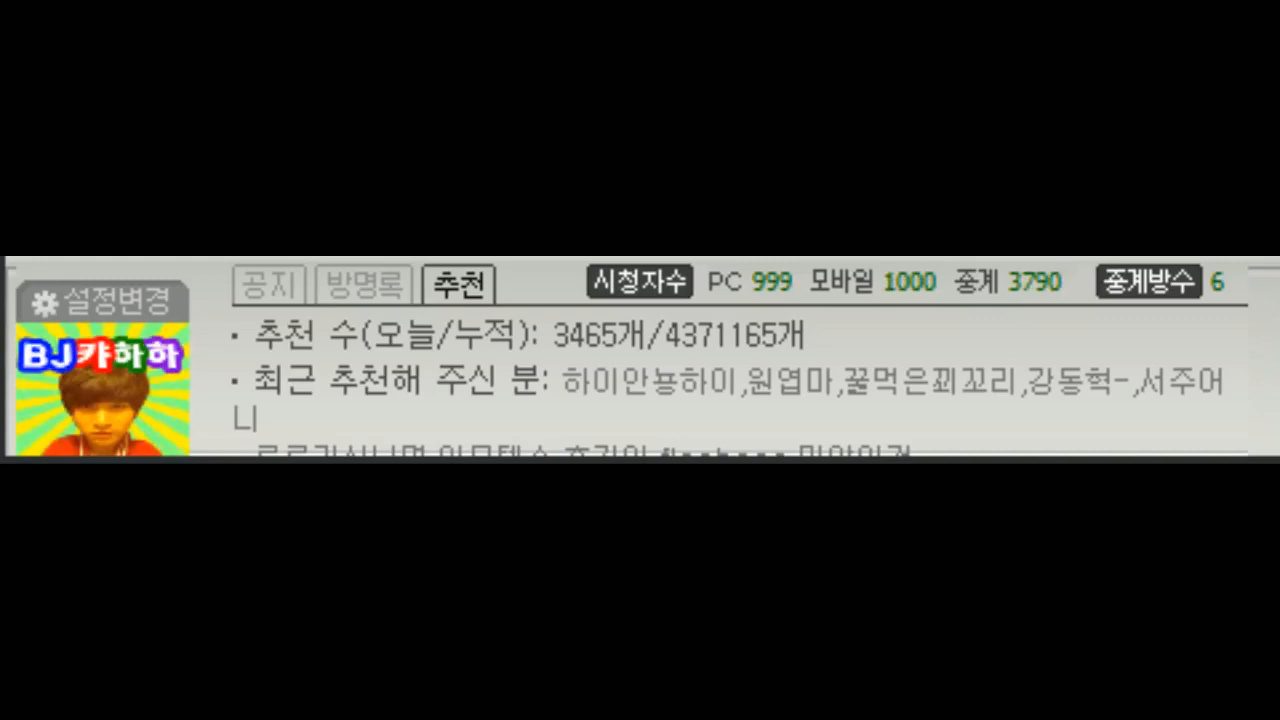 공지 방명록 추천 시청자수 PC 999 모바일 1000 중계 3790 중계방수 6
설정변경
BJ캬하하
· 추천 수(오늘/누적): 3465개/4371165개
· 최근 추천해 주신 분: 하이안뇽하이,원엽마,꿀먹은꾀꼬리,강동혁-,서주어
니